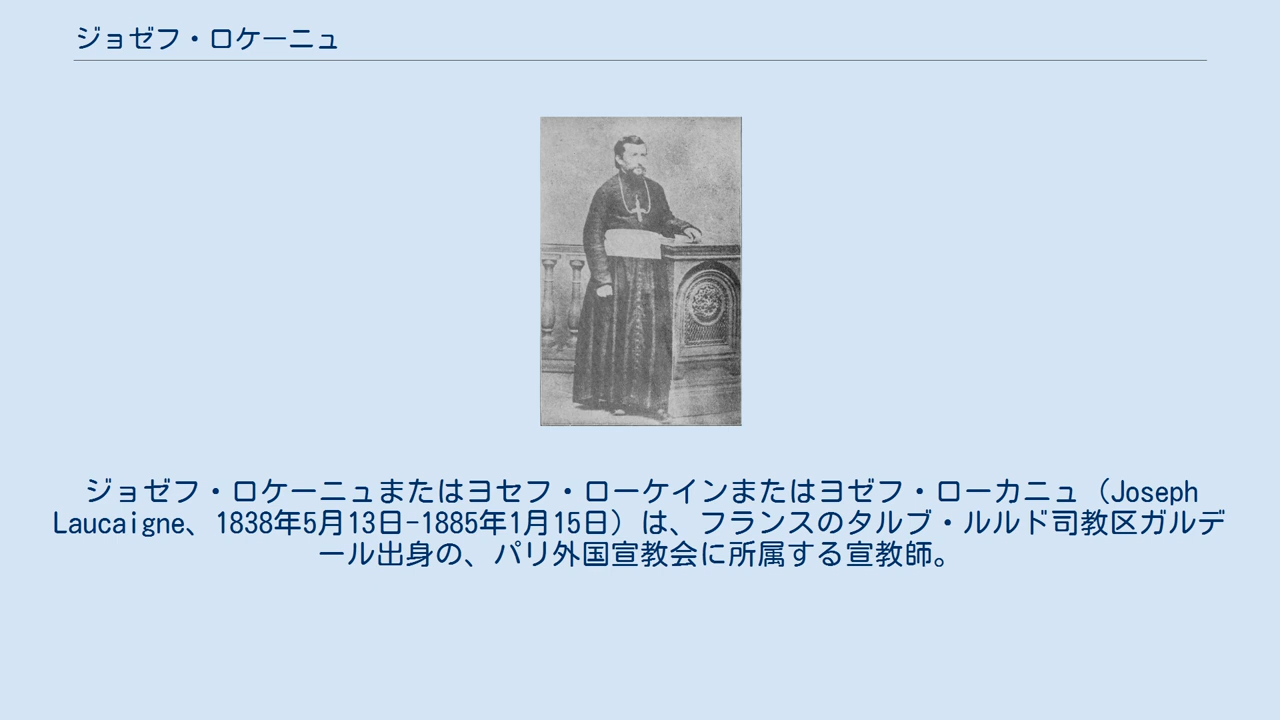 ジョゼフ・ロケーニュ
ジョゼフ・ロケーニュまたはヨセフ・ローケインまたはヨゼフ・ローカニュ（Joseph
Laucaigne、1838年5月13日-1885年1月15日）は、フランスのタルブ・ルルド司教区ガルデ
ール出身の、パリ外国宣教会に所属する宣教師。